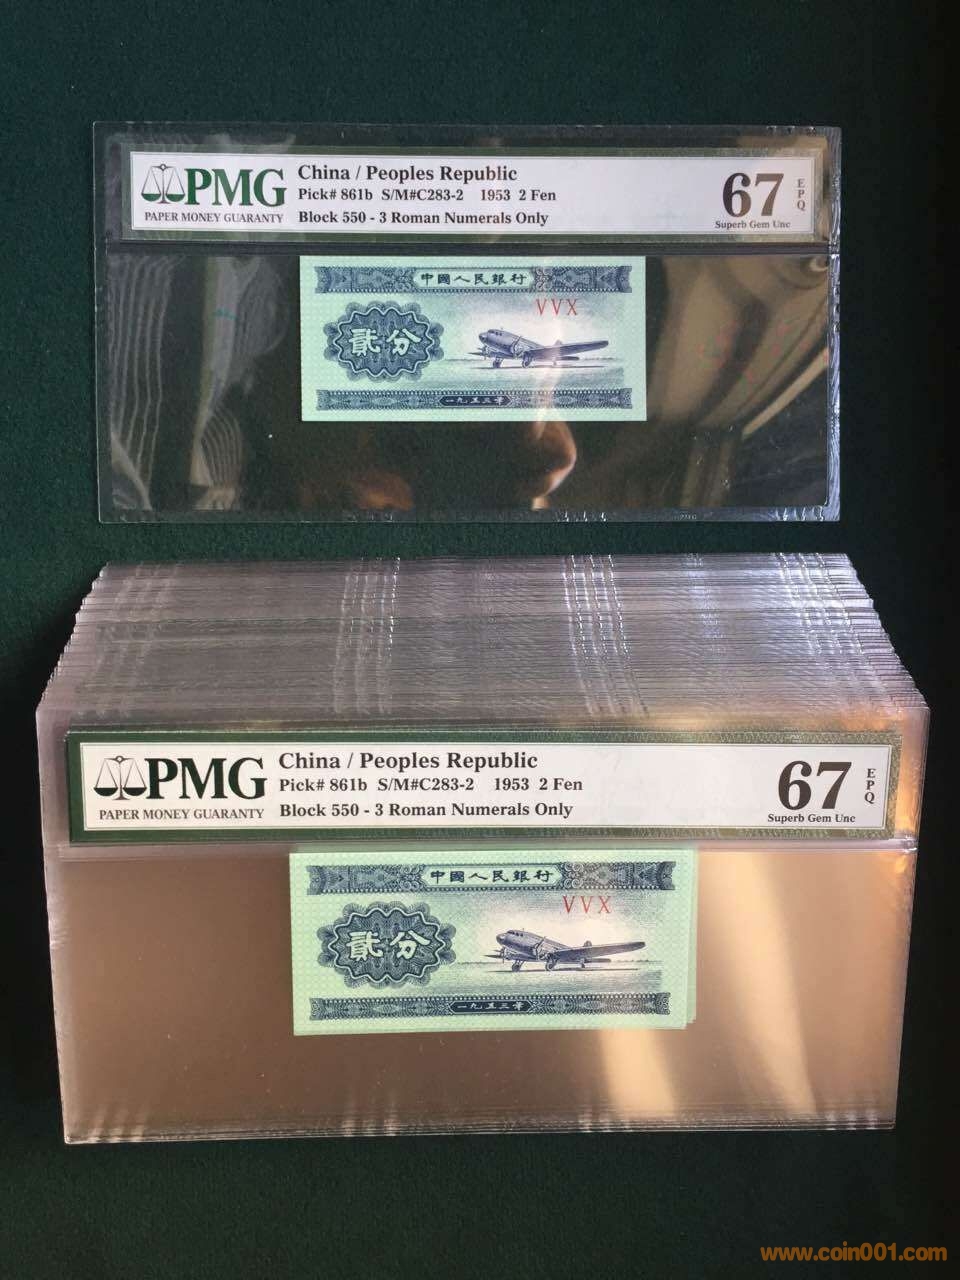 PMG
PAPER MONEY GUARANTY
China / Peoples Republic
Pick# 861b S/M#C283-2 1953 2 Fen
Block 550 - 3 Roman Numerals Only
67
EPQ
Superb Gem Unc
中國人民銀行
VVX
貳分
一九五三年
PMG
PAPER MONEY GUARANTY
China / Peoples Republic
Pick# 861b S/M#C283-2 1953 2 Fen
Block 550 - 3 Roman Numerals Only
67
EPQ
Superb Gem Unc
中國人民銀行
VVX
貳分
一九五三年
www.coin001.com